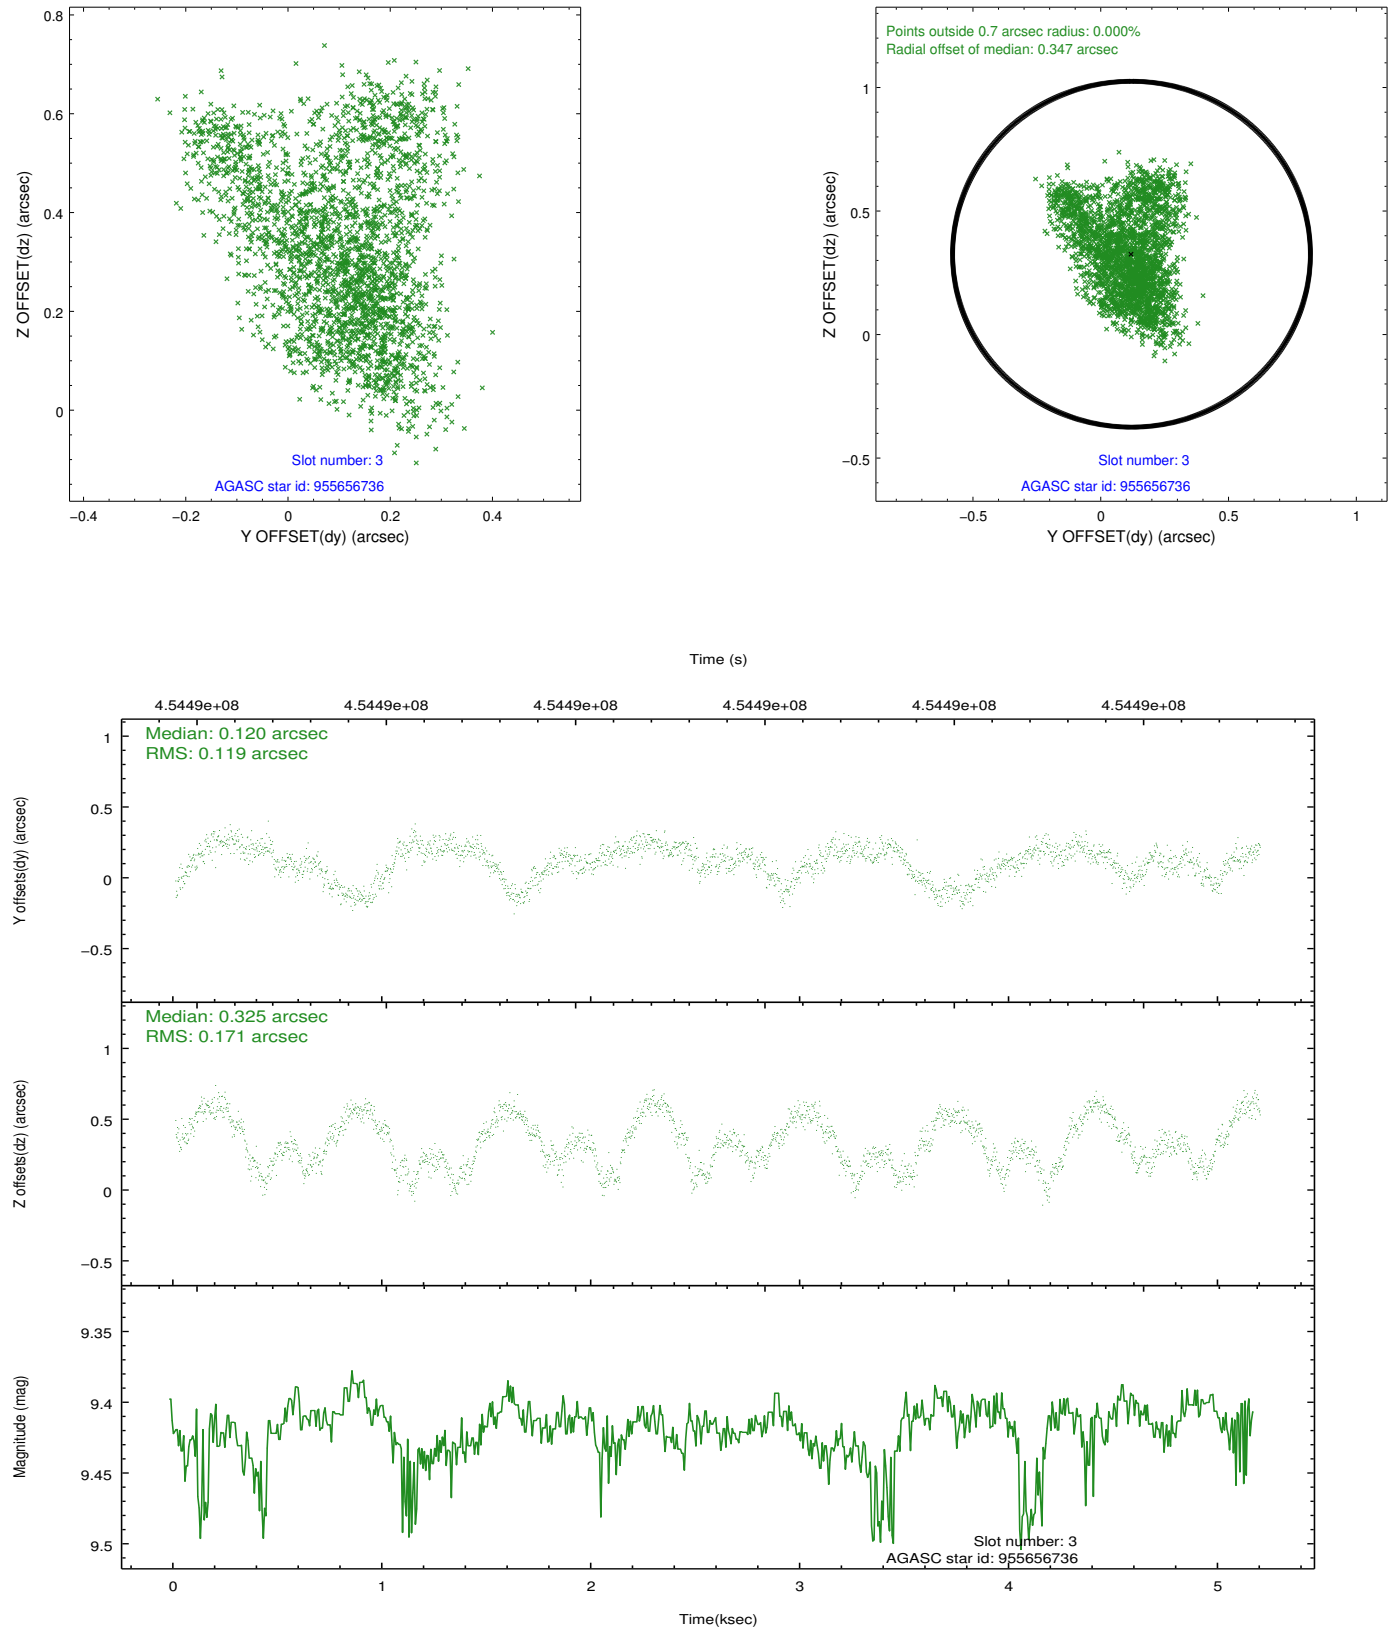 0.8
0.6
0.4
0.2
0
Z OFFSET(dz) (arcsec)
Slot number: 3
AGASC star id: 955656736
−0.4
−0.2
0
0.2
0.4
Y OFFSET(dy) (arcsec)
Points outside 0.7 arcsec radius: 0.000%
Radial offset of median: 0.347 arcsec
1
0.5
0
−0.5
Z OFFSET(dz) (arcsec)
Slot number: 3
AGASC star id: 955656736
−0.5
0
0.5
1
Y OFFSET(dy) (arcsec)
Time (s)
4.5449e+08
4.5449e+08
4.5449e+08
4.5449e+08
4.5449e+08
4.5449e+08
Median: 0.120 arcsec
RMS: 0.119 arcsec
1
0.5
0
−0.5
Y offsets(dy) (arcsec)
Median: 0.325 arcsec
RMS: 0.171 arcsec
1
0.5
0
−0.5
Z offsets(dz) (arcsec)
9.35
9.4
9.45
9.5
Magnitude (mag)
Slot number: 3
AGASC star id: 955656736
0
1
2
3
4
5
Time(ksec)